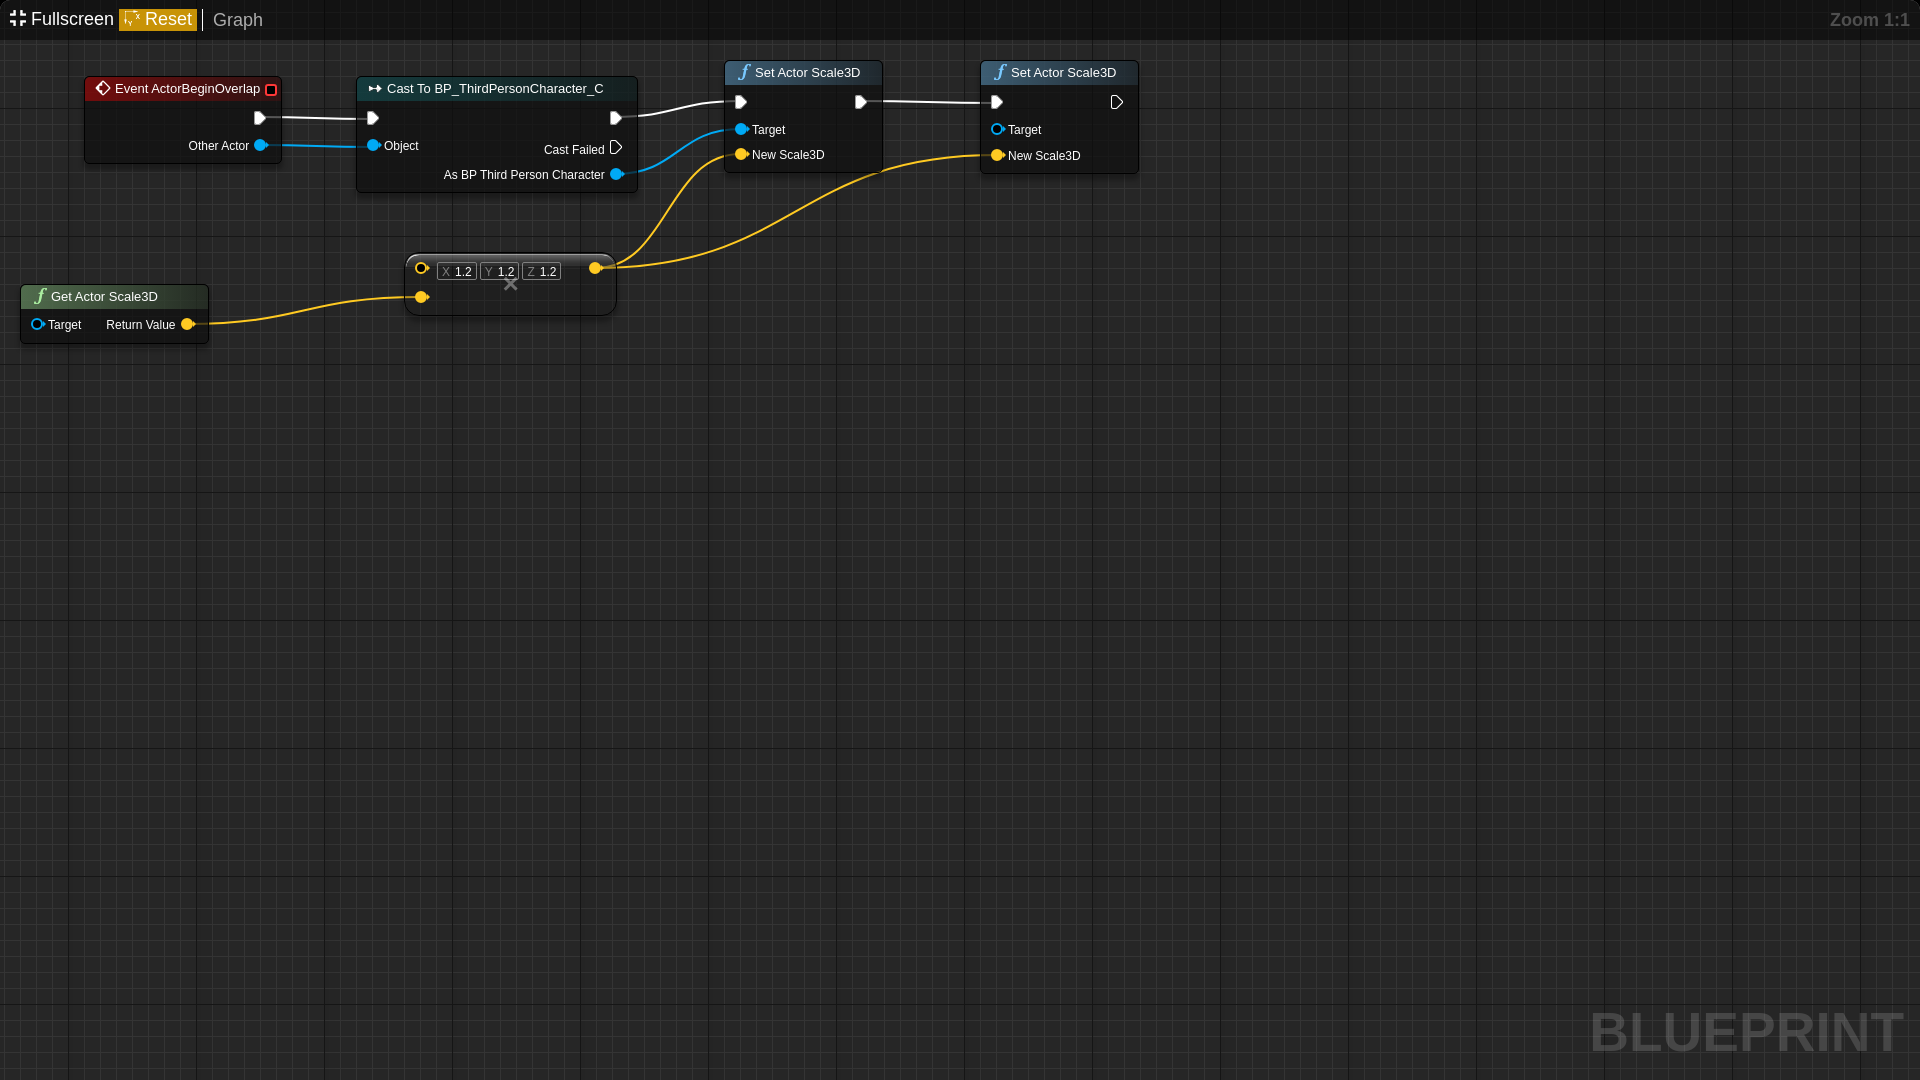 Fullscreen Reset Graph Zoom 1:1
Event ActorBeginOverlap
Other Actor
Cast To BP_ThirdPersonCharacter_C
Object
Cast Failed
As BP Third Person Character
Set Actor Scale3D
Target
New Scale3D
Set Actor Scale3D
Target
New Scale3D
X 1.2 Y 1.2 Z 1.2
Get Actor Scale3D
Target Return Value
BLUEPRINT